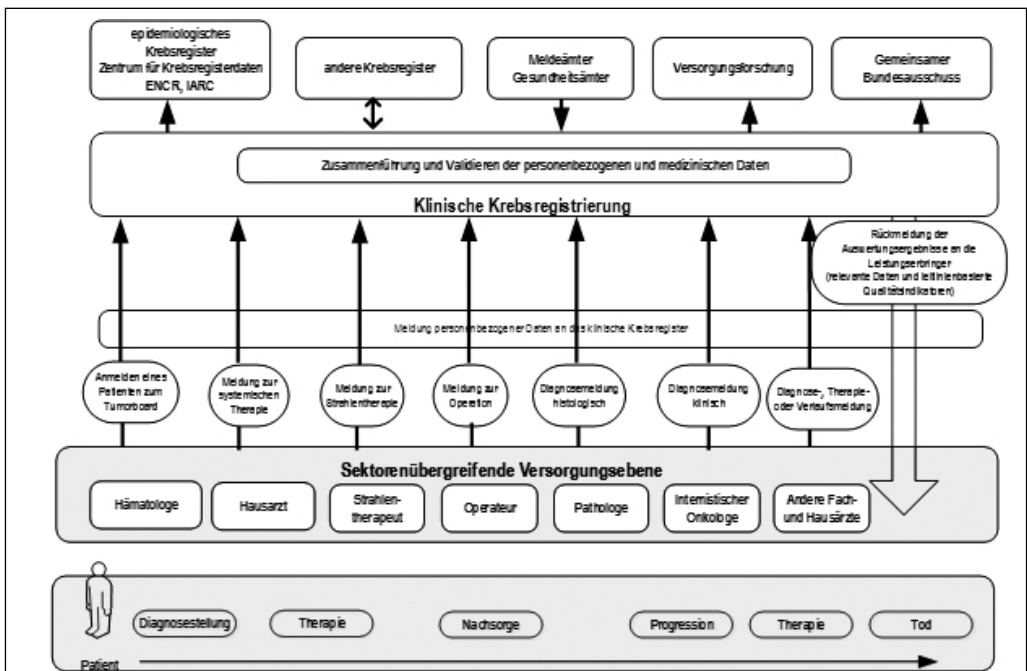 epidemiologisches
Krebsregister
Zentrum für Krebsregisterdaten
ENCR, IARC
andere Krebsregister
Meldeämter
Gesundheitsämter
Versorgungsforschung
Gemeinsamer
Bundesausschuss
Zusammenführung und Validieren der personenbezogenen und medizinischen Daten
Klinische Krebsregistrierung
Rückmeldung der
Auswertungsergebnisse an die
Leistungserbringer
(relevante Daten und leitlinienbasierte
Qualitätsindikatoren)
Meldung personenbezogener Daten an das klinische Krebsregister
Anmelden eines
Patienten zum
Tumorboard
Meldung zur
systemischen
Therapie
Meldung zur
Strahlentherapie
Meldung zur
Operation
Diagnosemeldung
histologisch
Diagnosemeldung
klinisch
Diagnose-, Therapie-
oder Verlaufsmeldung
Sektorenübergreifende Versorgungsebene
Hämatologe
Hausarzt
Strahlen-
therapeut
Operateur
Pathologe
Internistischer
Onkologe
Andere Fach-
und Hausärzte
Diagnosestellung
Therapie
Nachsorge
Progression
Therapie
Tod
Patient